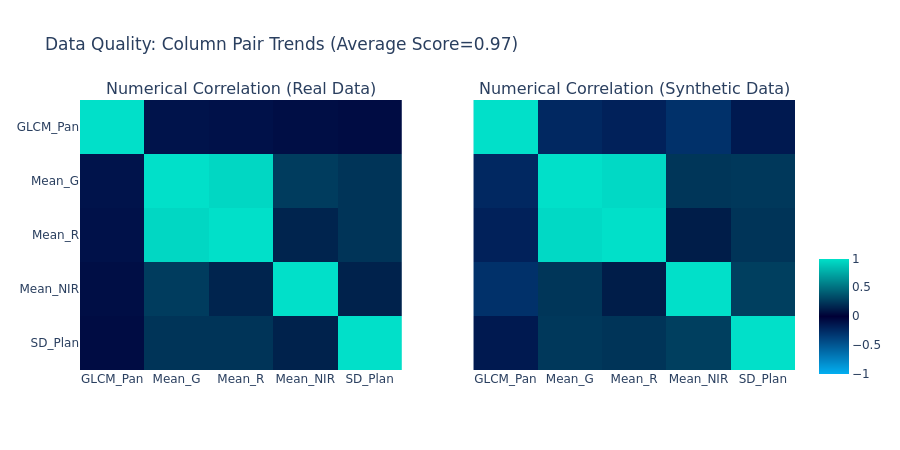 Data Quality: Column Pair Trends (Average Score=0.97)
Numerical Correlation (Real Data)
Numerical Correlation (Synthetic Data)
GLCM_Pan
Mean_G
Mean_R
Mean_NIR
SD_Plan
GLCM_Pan Mean_G Mean_R Mean_NIR SD_Plan
GLCM_Pan Mean_G Mean_R Mean_NIR SD_Plan
1
0.5
0
−0.5
−1